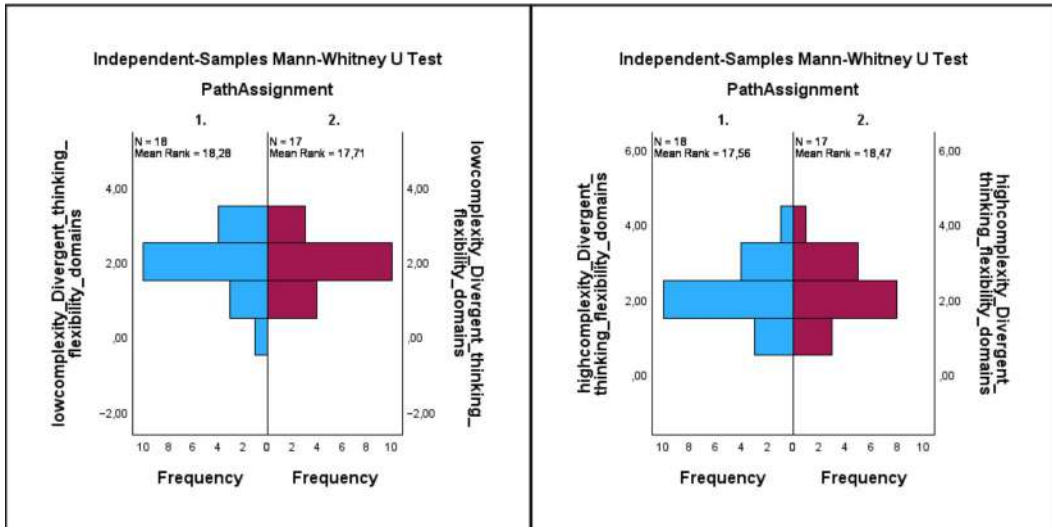 Independent-Samples Mann-Whitney U Test
PathAssignment
1.
2.
N = 18
Mean Rank = 18,28
N = 17
Mean Rank = 17,71
lowcomplexity_Divergent_thinking_
flexibility_domains
4,00
2,00
,00
−2,00
4,00
2,00
,00
−2,00
lowcomplexity_Divergent_thinking_
flexibility_domains
10 8 6 4 2 0 2 4 6 8 10
Frequency
Frequency
Independent-Samples Mann-Whitney U Test
PathAssignment
1.
2.
N = 18
Mean Rank = 17,56
N = 17
Mean Rank = 18,47
highcomplexity_Divergent_
thinking_flexibility_domains
6,00
4,00
2,00
,00
6,00
4,00
2,00
,00
highcomplexity_Divergent_
thinking_flexibility_domains
10 8 6 4 2 0 2 4 6 8 10
Frequency
Frequency